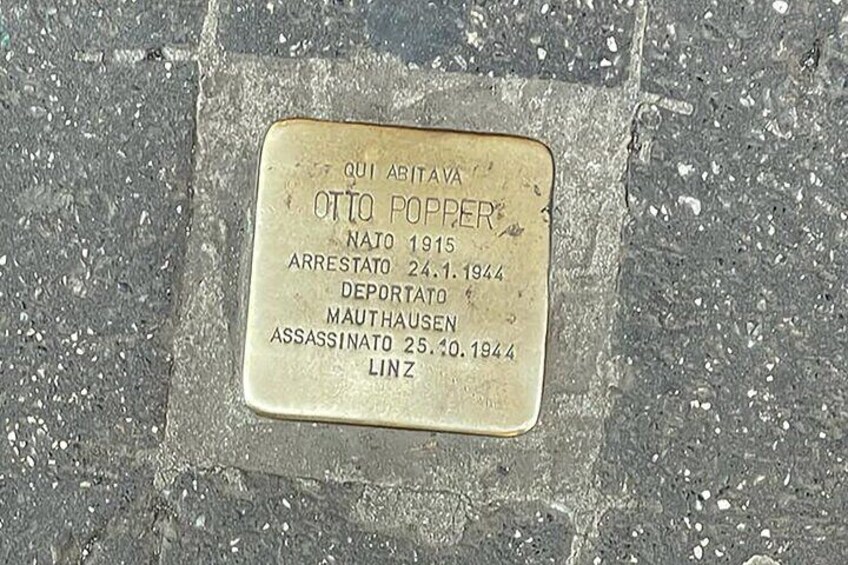 QUI ABITAVA
OTTO POPPER
NATO 1915
ARRESTATO 24.1.1944
DEPORTATO
MAUTHAUSEN
ASSASSINATO 25.10.1944
LINZ